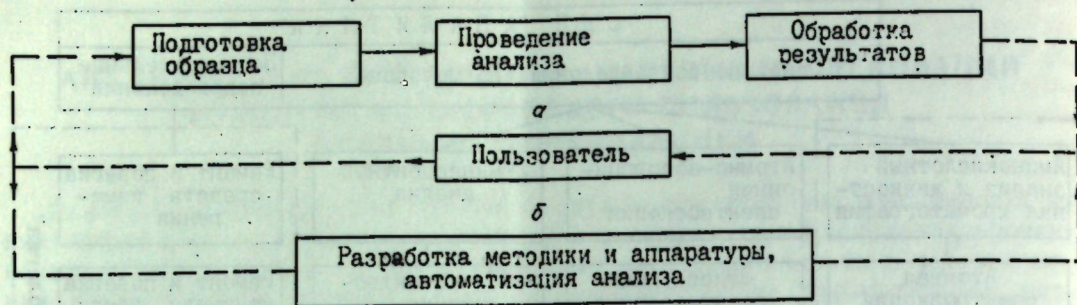 Подготовка
образца
Проведение
анализа
Обработка
результатов
а
Пользователь
б
Разработка методики и аппаратуры,
автоматизация анализа